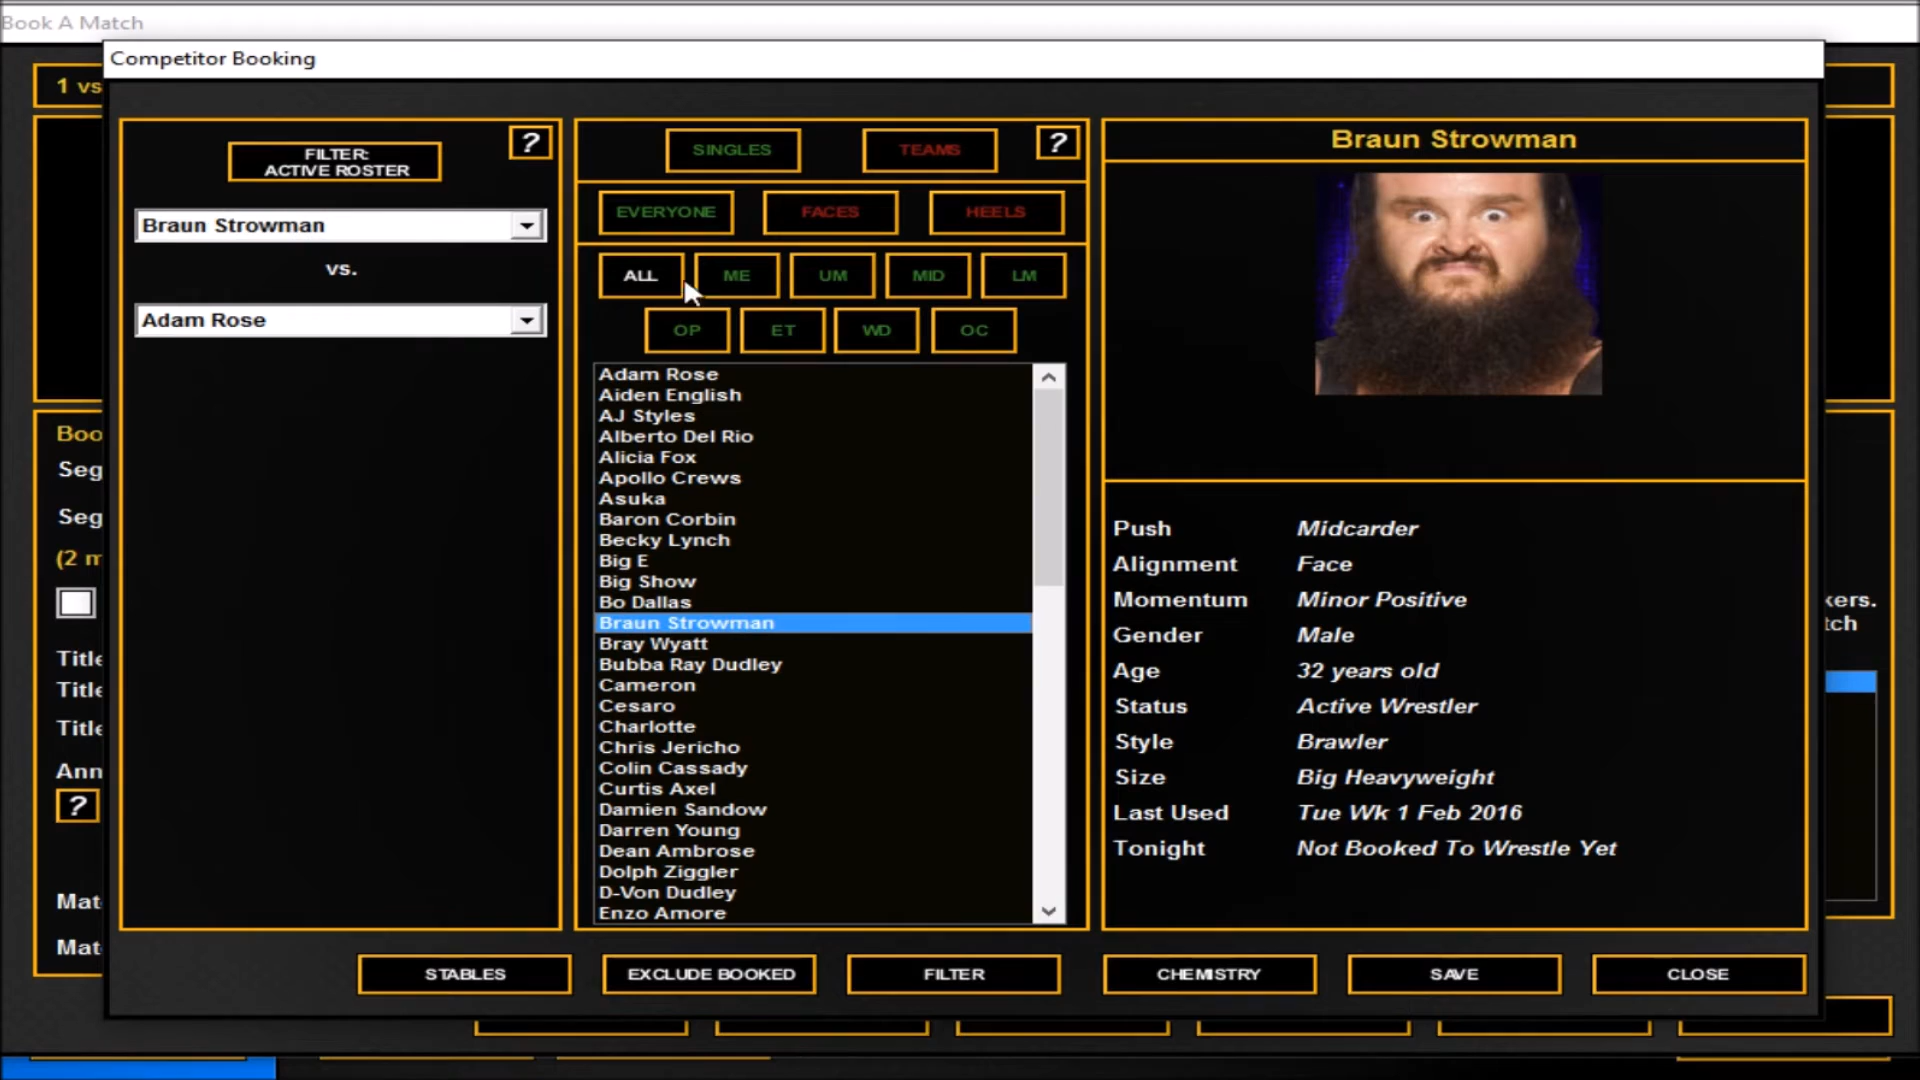 Book A Match
Competitor Booking
1 vs
?
FILTER:
ACTIVE ROSTER
Braun Strowman
vs.
Adam Rose
SINGLES
TEAMS
?
EVERYONE
FACES
HEELS
ALL
ME
UM
MID
LM
OP
ET
WD
OC
Adam Rose
Aiden English
AJ Styles
Alberto Del Rio
Alicia Fox
Apollo Crews
Asuka
Baron Corbin
Becky Lynch
Big E
Big Show
Bo Dallas
Braun Strowman
Bray Wyatt
Bubba Ray Dudley
Cameron
Cesaro
Charlotte
Chris Jericho
Colin Cassady
Curtis Axel
Damien Sandow
Darren Young
Dean Ambrose
Dolph Ziggler
D-Von Dudley
Enzo Amore
Braun Strowman
Push Midcarder
Alignment Face
Momentum Minor Positive
Gender Male
Age 32 years old
Status Active Wrestler
Style Brawler
Size Big Heavyweight
Last Used Tue Wk 1 Feb 2016
Tonight Not Booked To Wrestle Yet
Boo
Seg
Seg
(2 m
Title
Title
Title
Ann
?
Mat
Mat
kers.
tch
STABLES
EXCLUDE BOOKED
FILTER
CHEMISTRY
SAVE
CLOSE